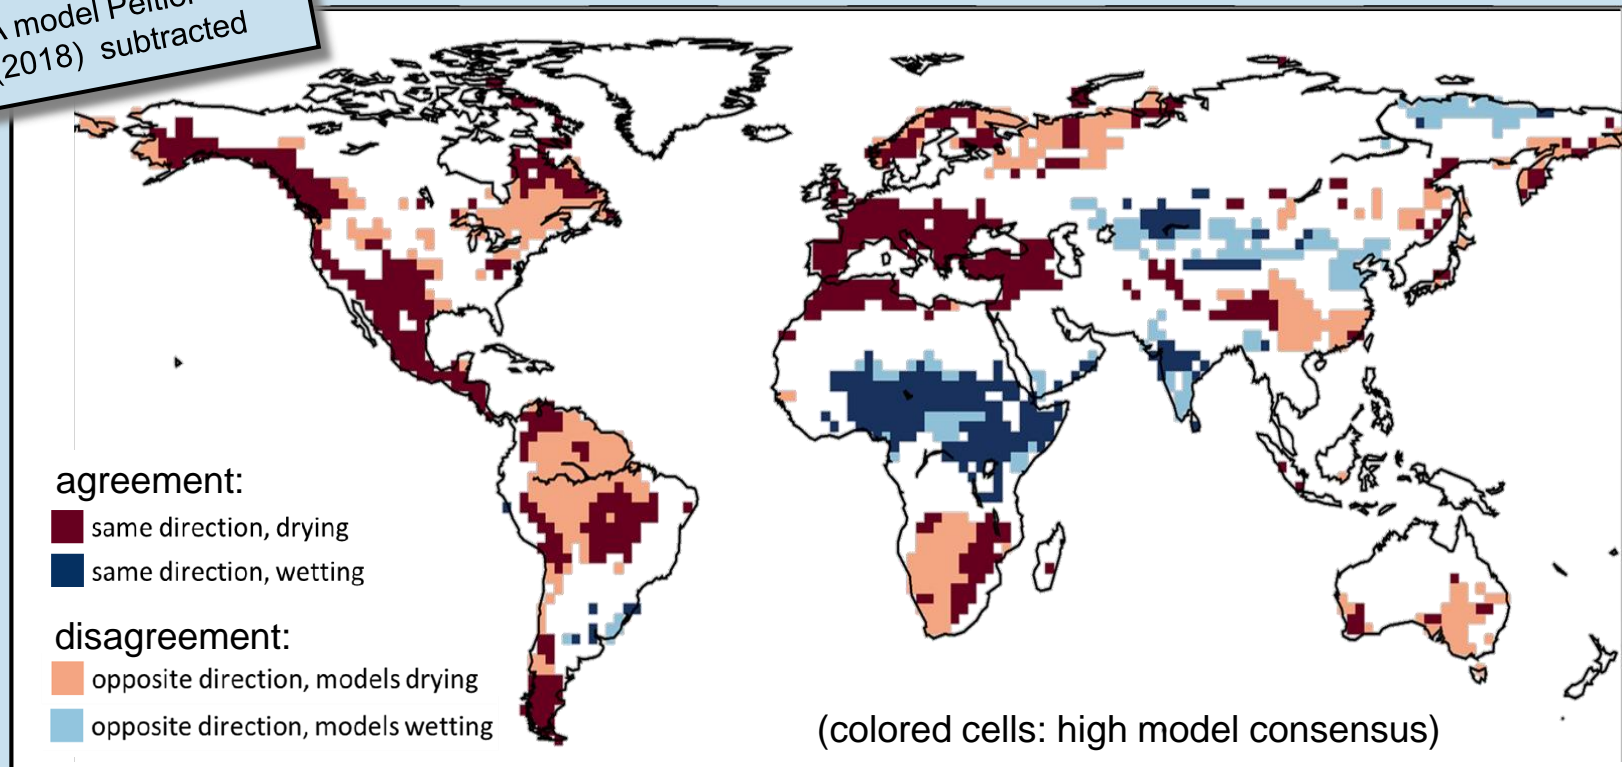 model Peltier
(2018) subtracted
agreement:
same direction, drying
same direction, wetting
disagreement:
opposite direction, models drying
opposite direction, models wetting
(colored cells: high model consensus)